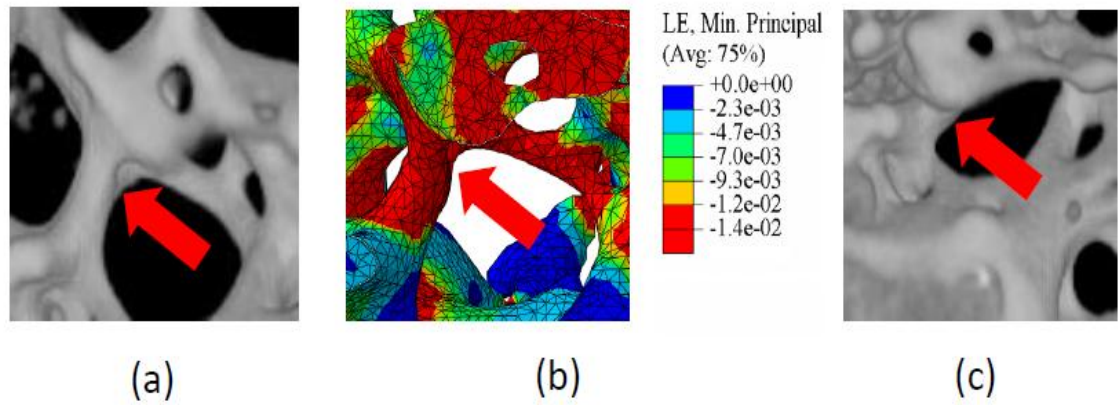 LE, Min. Principal
(Avg: 75%)
+0.0e+00
-2.3e-03
-4.7e-03
-7.0e-03
-9.3e-03
-1.2e-02
-1.4e-02
(a)
(b)
(c)